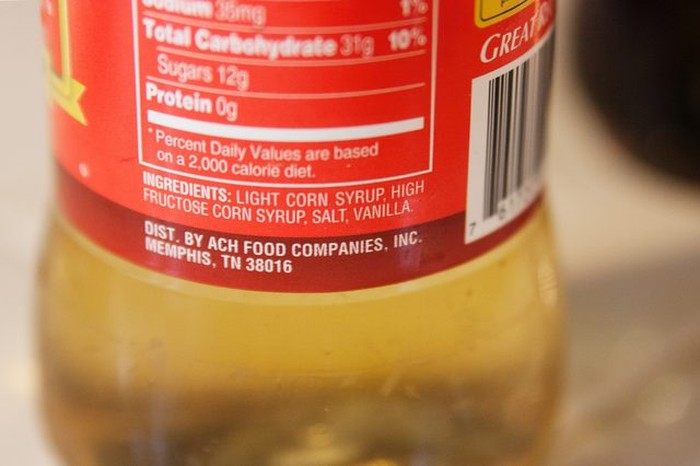 Sodium 36mg 1%
Total Carbohydrate 31g 10%
Sugars 12g
Protein 0g
*Percent Daily Values are based
on a 2,000 calorie diet.
INGREDIENTS: LIGHT CORN SYRUP, HIGH
FRUCTOSE CORN SYRUP, SALT, VANILLA.
DIST. BY ACH FOOD COMPANIES, INC.
MEMPHIS, TN 38016
GREAT
7